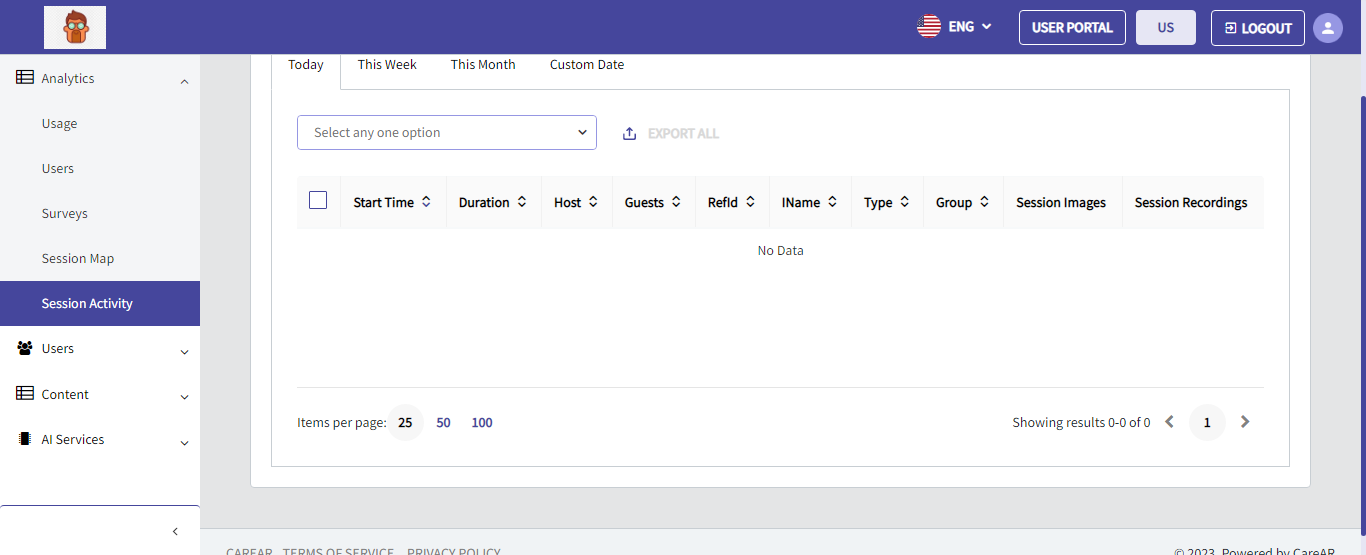 ENG
USER PORTAL
US
LOGOUT
Analytics
Usage
Users
Surveys
Session Map
Session Activity
Users
Content
AI Services
Today This Week This Month Custom Date
Select any one option
EXPORT ALL
Start Time Duration Host Guests RefId IName Type Group Session Images Session Recordings
No Data
Items per page: 25 50 100
Showing results 0-0 of 0 1
CAREAR TERMS OF SERVICE PRIVACY POLICY
© 2023, Powered by CareAR